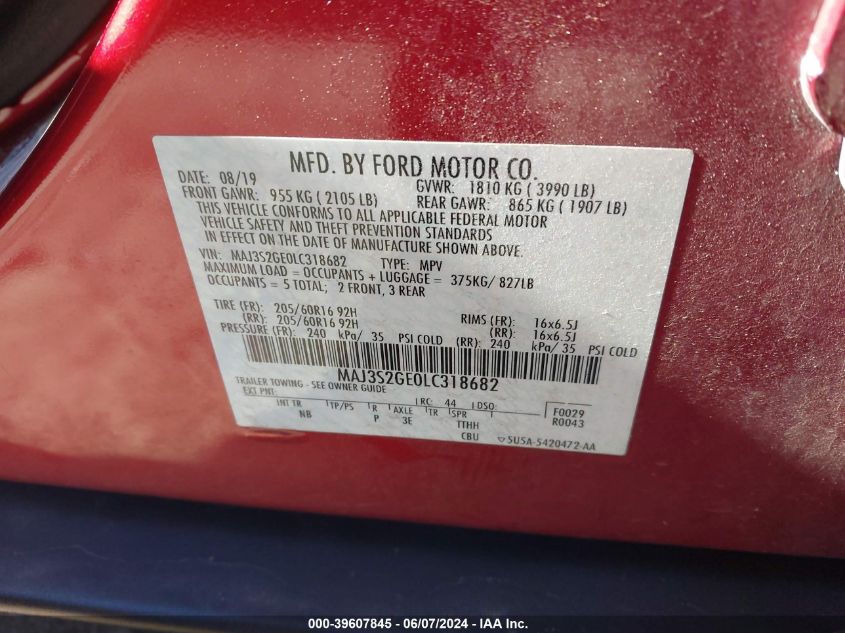 MFD. BY FORD MOTOR CO.
DATE: 08/19 GVWR: 1810 KG ( 3990 LB)
FRONT GAWR: 955 KG ( 2105 LB) REAR GAWR: 865 KG ( 1907 LB)
THIS VEHICLE CONFORMS TO ALL APPLICABLE FEDERAL MOTOR
VEHICLE SAFETY AND THEFT PREVENTION STANDARDS
IN EFFECT ON THE DATE OF MANUFACTURE SHOWN ABOVE.
VIN: MAJ3S2GE0LC318682 TYPE: MPV
MAXIMUM LOAD = OCCUPANTS + LUGGAGE = 375KG/ 827LB
OCCUPANTS = 5 TOTAL; 2 FRONT, 3 REAR
TIRE (FR): 205/60R16 92H RIMS (FR): 16x6.5J
(RR): 205/60R16 92H (RR): 16x6.5J
PRESSURE (FR): 240 kPa/ 35 PSI COLD (RR): 240 kPa/ 35 PSI COLD
MAJ3S2GE0LC318682
TRAILER TOWING - SEE OWNER GUIDE
EXT PNT: RC: 44 DSO:
INT TR TP/PS R AXLE TR SPR F0029
NB P 3E TTHH R0043
CBU 5U5A-5420472-AA
000-39607845 - 06/07/2024 - IAA Inc.